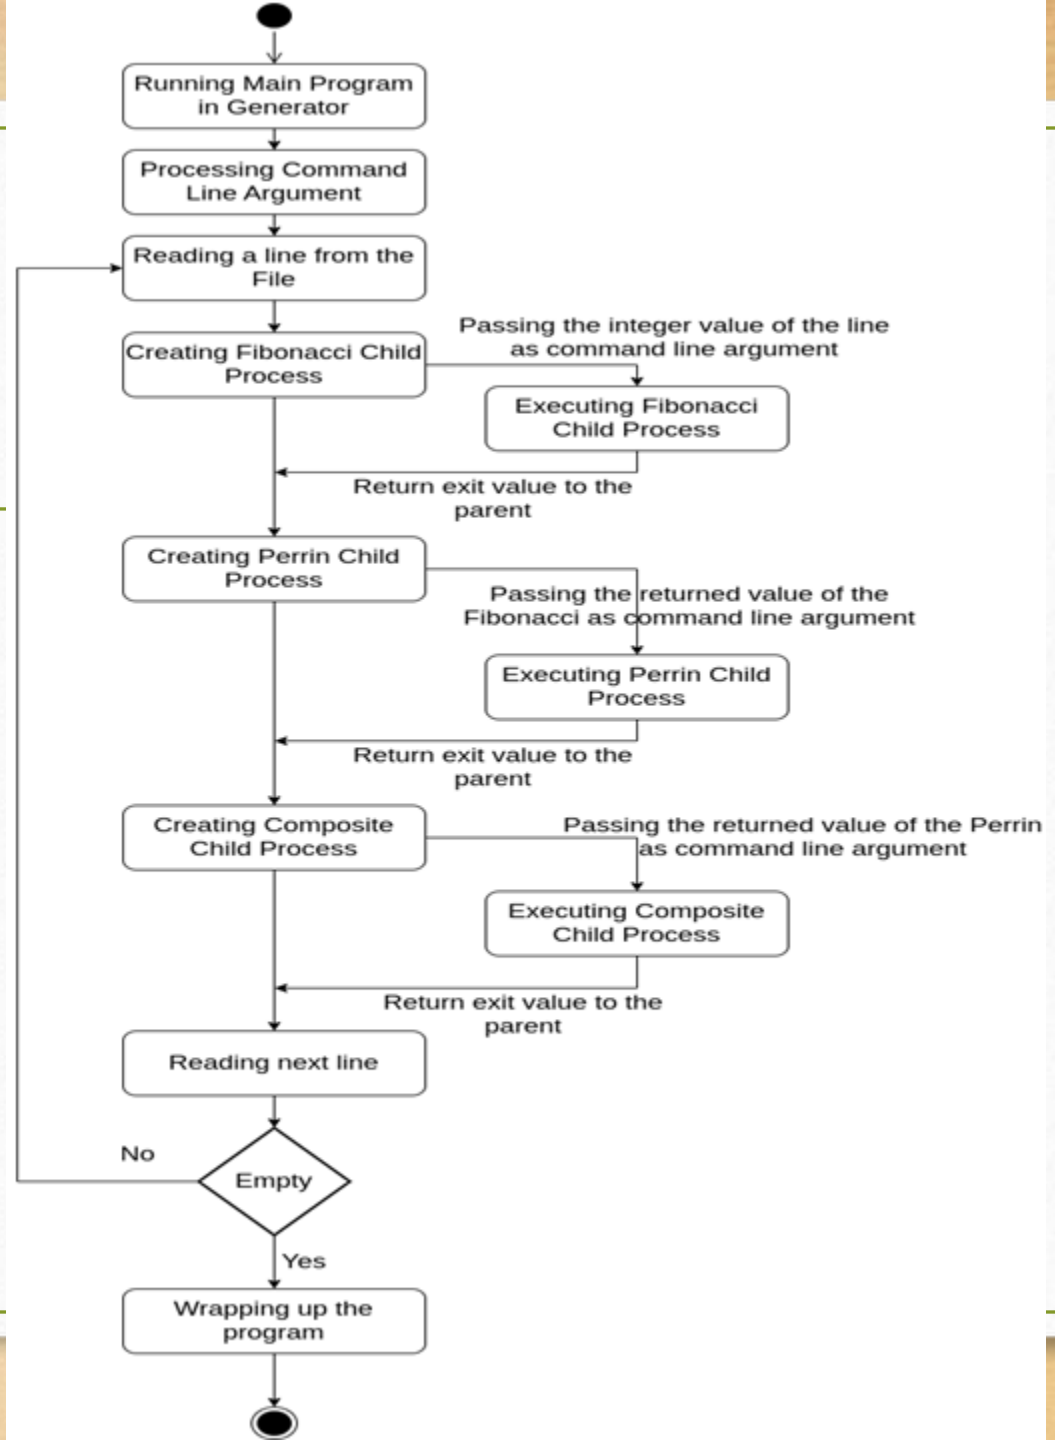 Running Main Program
in Generator
Processing Command
Line Argument
Reading a line from the
File
Creating Fibonacci Child
Process
Passing the integer value of the line
as command line argument
Executing Fibonacci
Child Process
Return exit value to the
parent
Creating Perrin Child
Process
Passing the returned value of the
Fibonacci as command line argument
Executing Perrin Child
Process
Return exit value to the
parent
Creating Composite
Child Process
Passing the returned value of the Perrin
as command line argument
Executing Composite
Child Process
Return exit value to the
parent
Reading next line
No
Empty
Yes
Wrapping up the
program